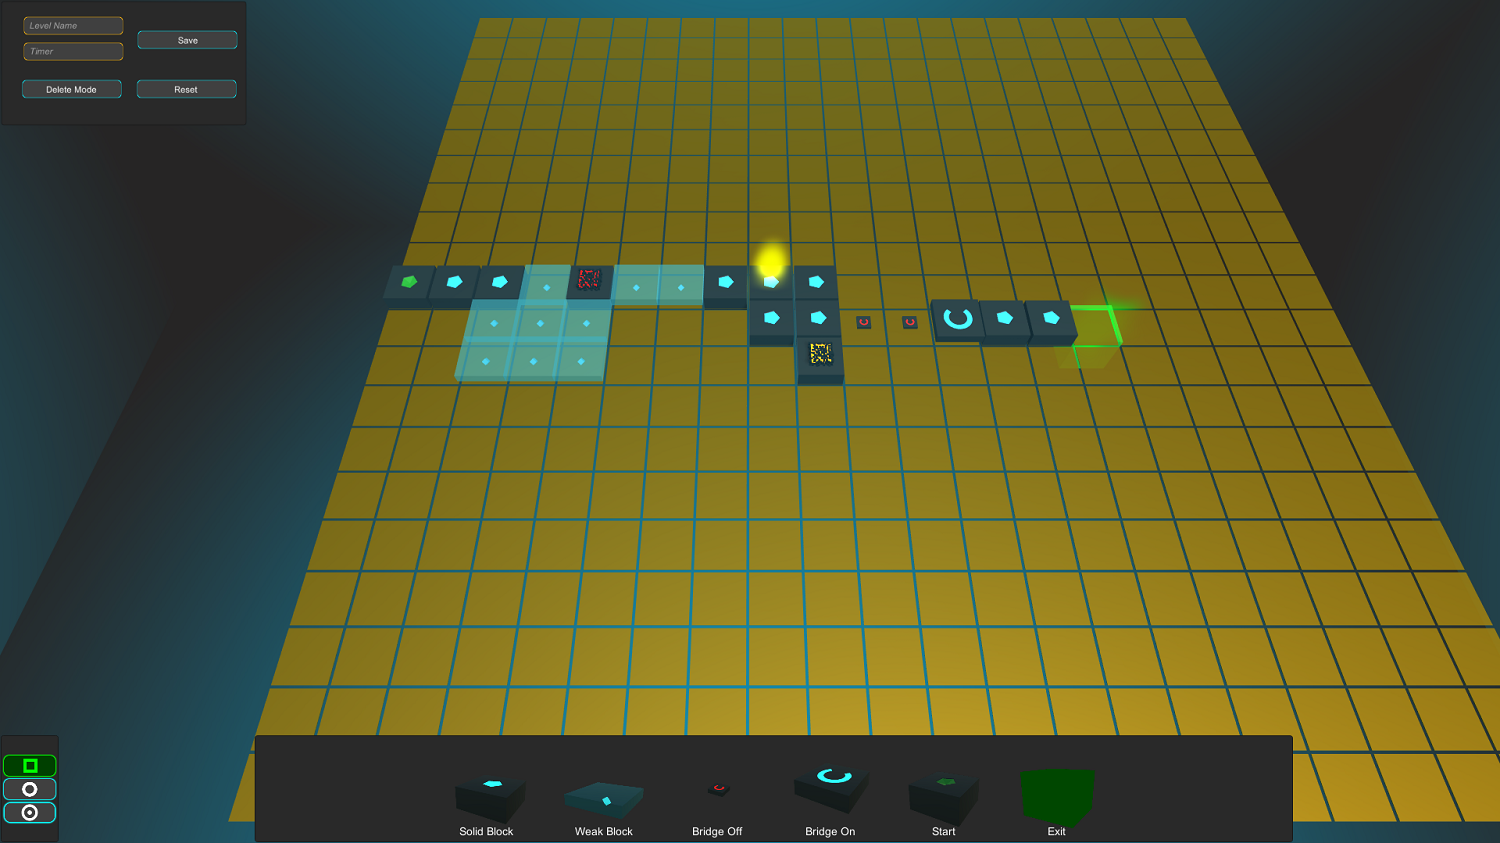 Level Name
Save
Timer
Delete Mode
Reset
Solid Block
Weak Block
Bridge Off
Bridge On
Start
Exit